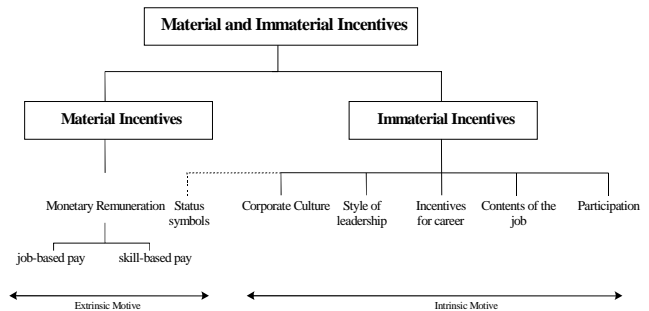 Material and Immaterial Incentives
Material Incentives
Immaterial Incentives
Monetary Remuneration
Status
symbols
Corporate Culture
Style of
leadership
Incentives
for career
Contents of the
job
Participation
job-based pay
skill-based pay
Extrinsic Motive
Intrinsic Motive